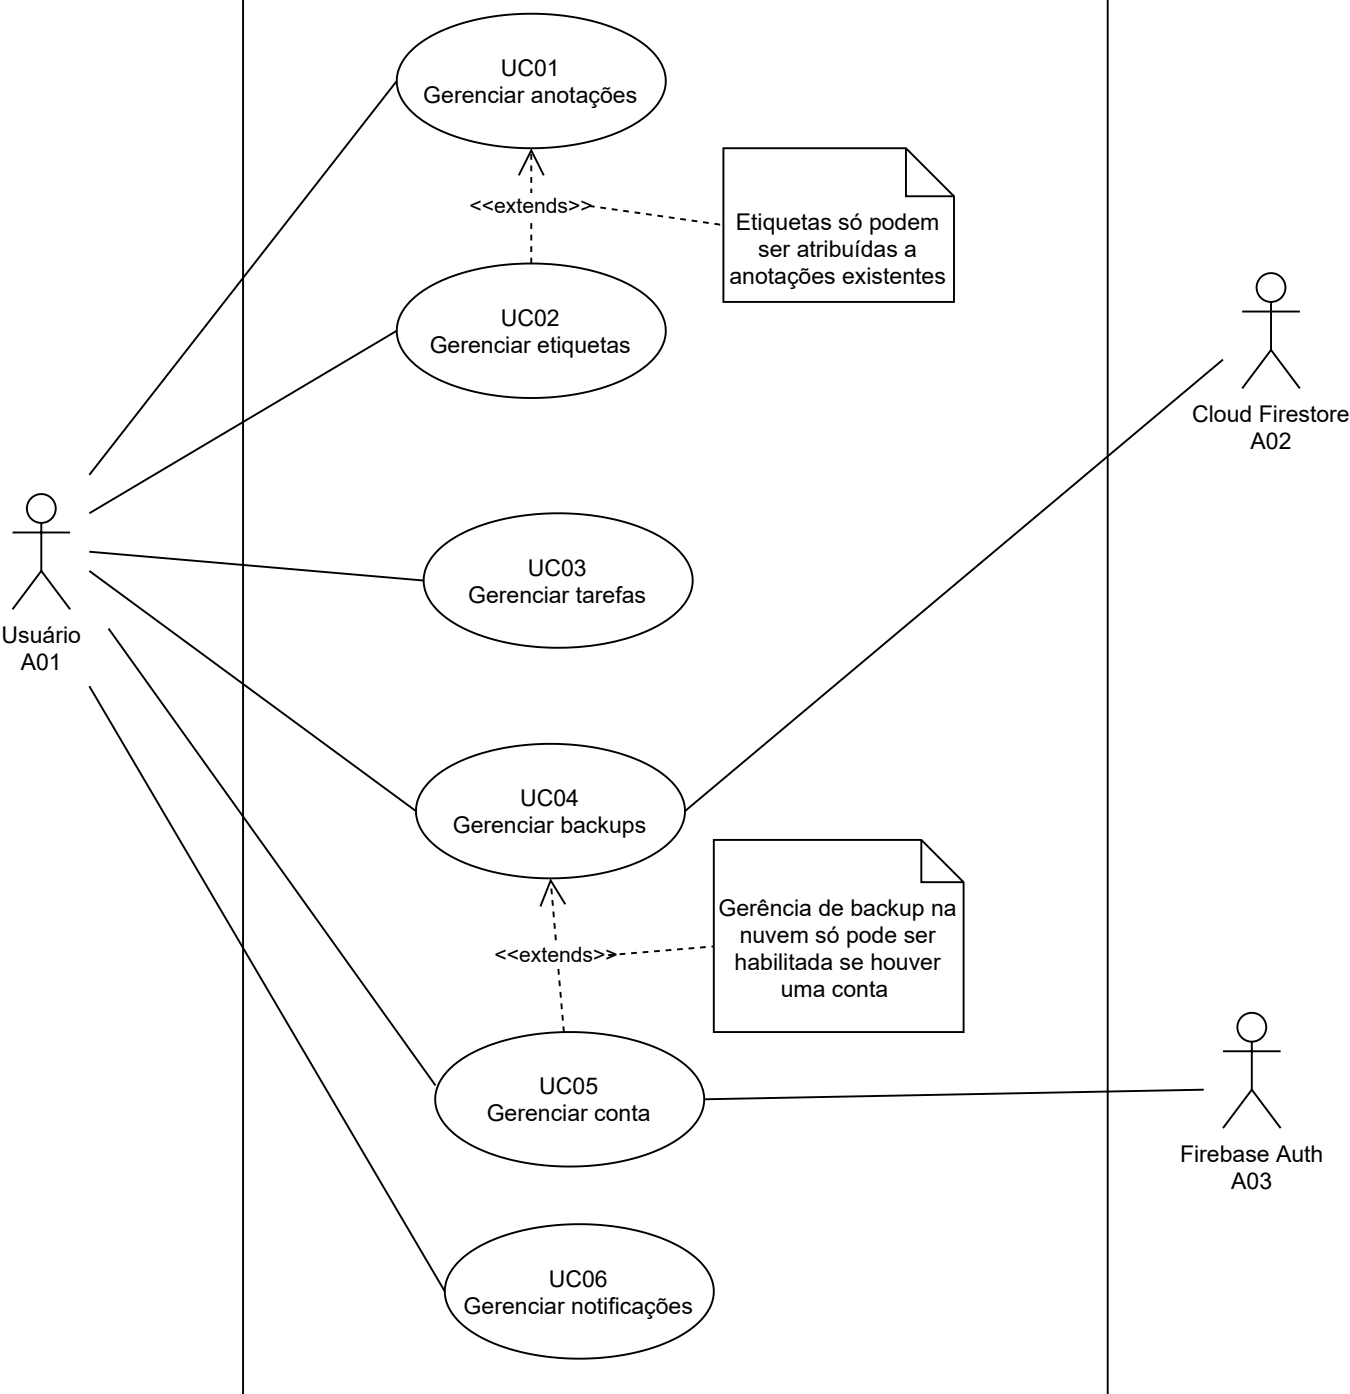 UC01
Gerenciar anotações
<<extends>>
Etiquetas só podem
ser atribuídas a
anotações existentes
UC02
Gerenciar etiquetas
Cloud Firestore
A02
UC03
Gerenciar tarefas
Usuário
A01
UC04
Gerenciar backups
Gerência de backup na
nuvem só pode ser
habilitada se houver
uma conta
<<extends>>
UC05
Gerenciar conta
Firebase Auth
A03
UC06
Gerenciar notificações